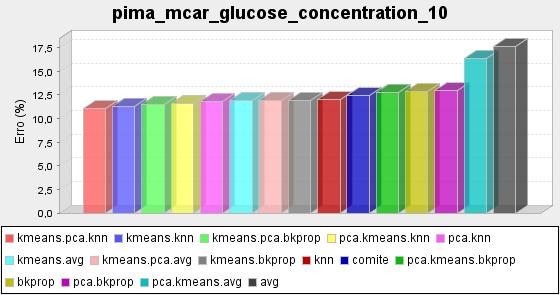 pima_mcar_glucose_concentration_10
Erro (%)
17,5
15,0
12,5
10,0
7,5
5,0
2,5
0,0
kmeans.pca.knn kmeans.knn kmeans.pca.bkprop pca.kmeans.knn pca.knn
kmeans.avg kmeans.pca.avg kmeans.bkprop knn comite pca.kmeans.bkprop
bkprop pca.bkprop pca.kmeans.avg avg